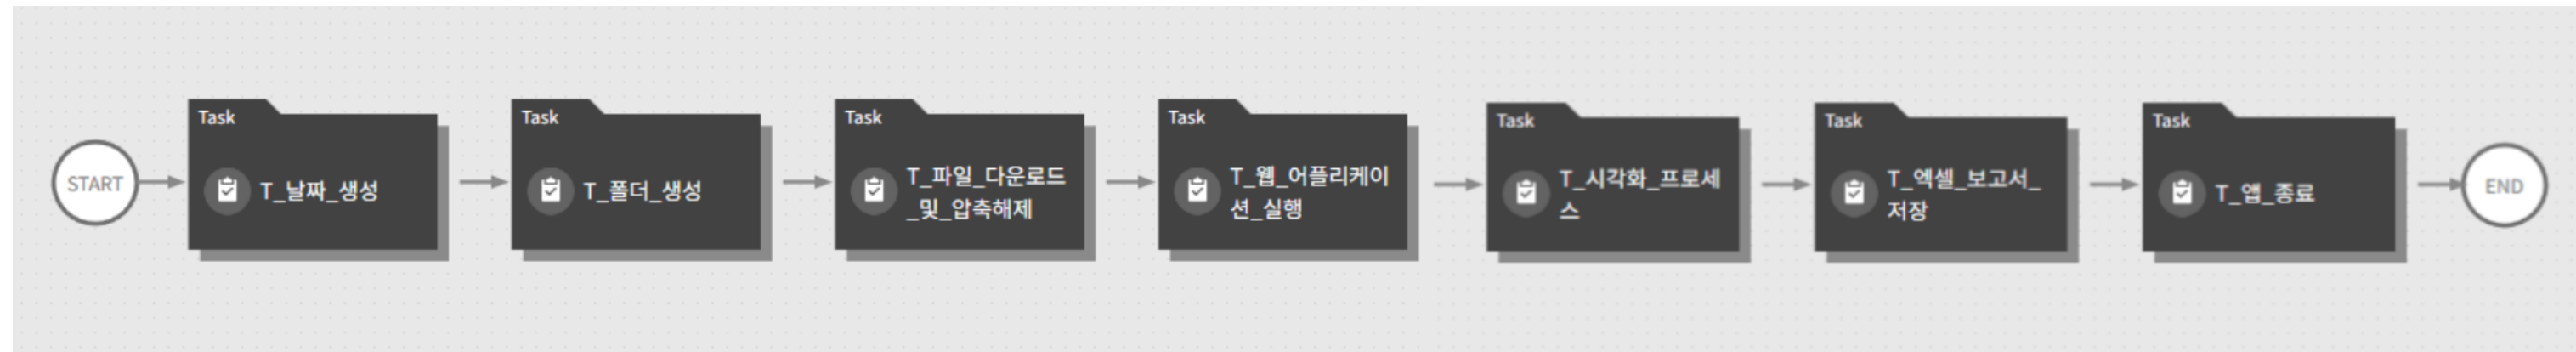 START
Task
T_날짜_생성
Task
T_폴더_생성
Task
T_파일_다운로드
_및_압축해제
Task
T_웹_어플리케이
션_실행
Task
T_시각화_프로세
스
Task
T_엑셀_보고서_
저장
Task
T_앱_종료
END